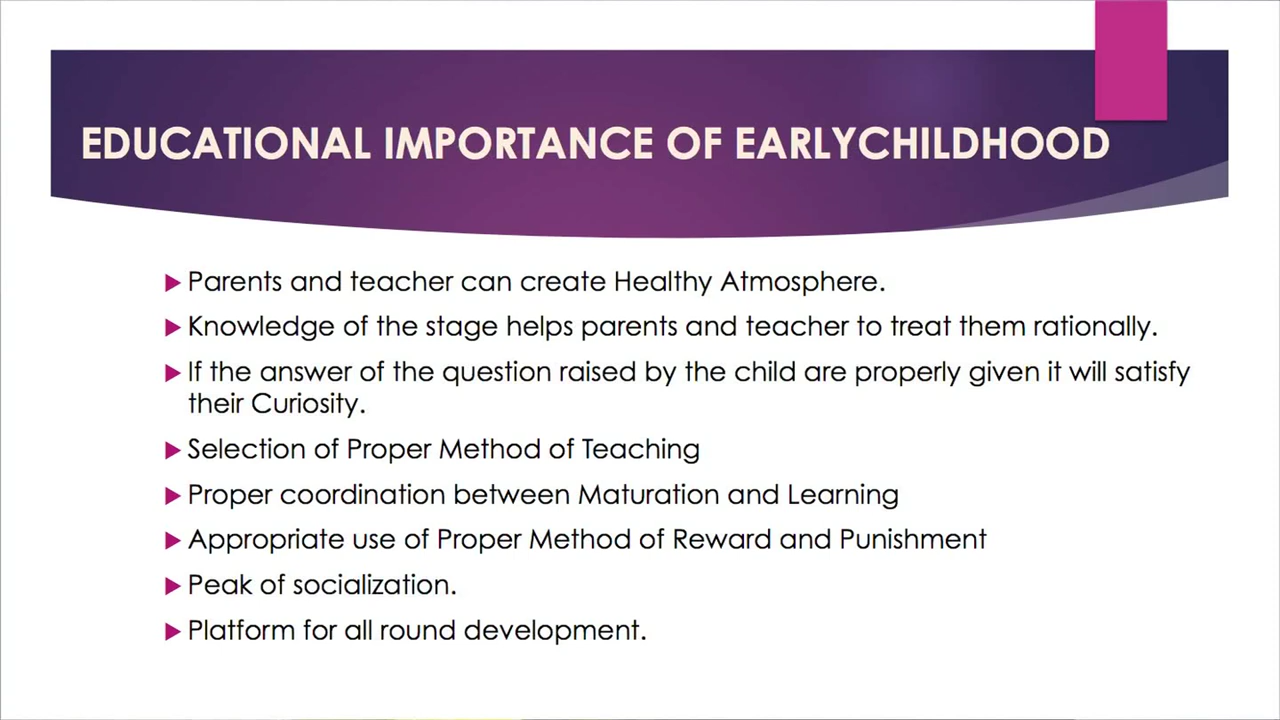 EDUCATIONAL IMPORTANCE OF EARLYCHILDHOOD
Parents and teacher can create Healthy Atmosphere.
Knowledge of the stage helps parents and teacher to treat them rationally.
If the answer of the question raised by the child are properly given it will satisfy
their Curiosity.
Selection of Proper Method of Teaching
Proper coordination between Maturation and Learning
Appropriate use of Proper Method of Reward and Punishment
Peak of socialization.
Platform for all round development.